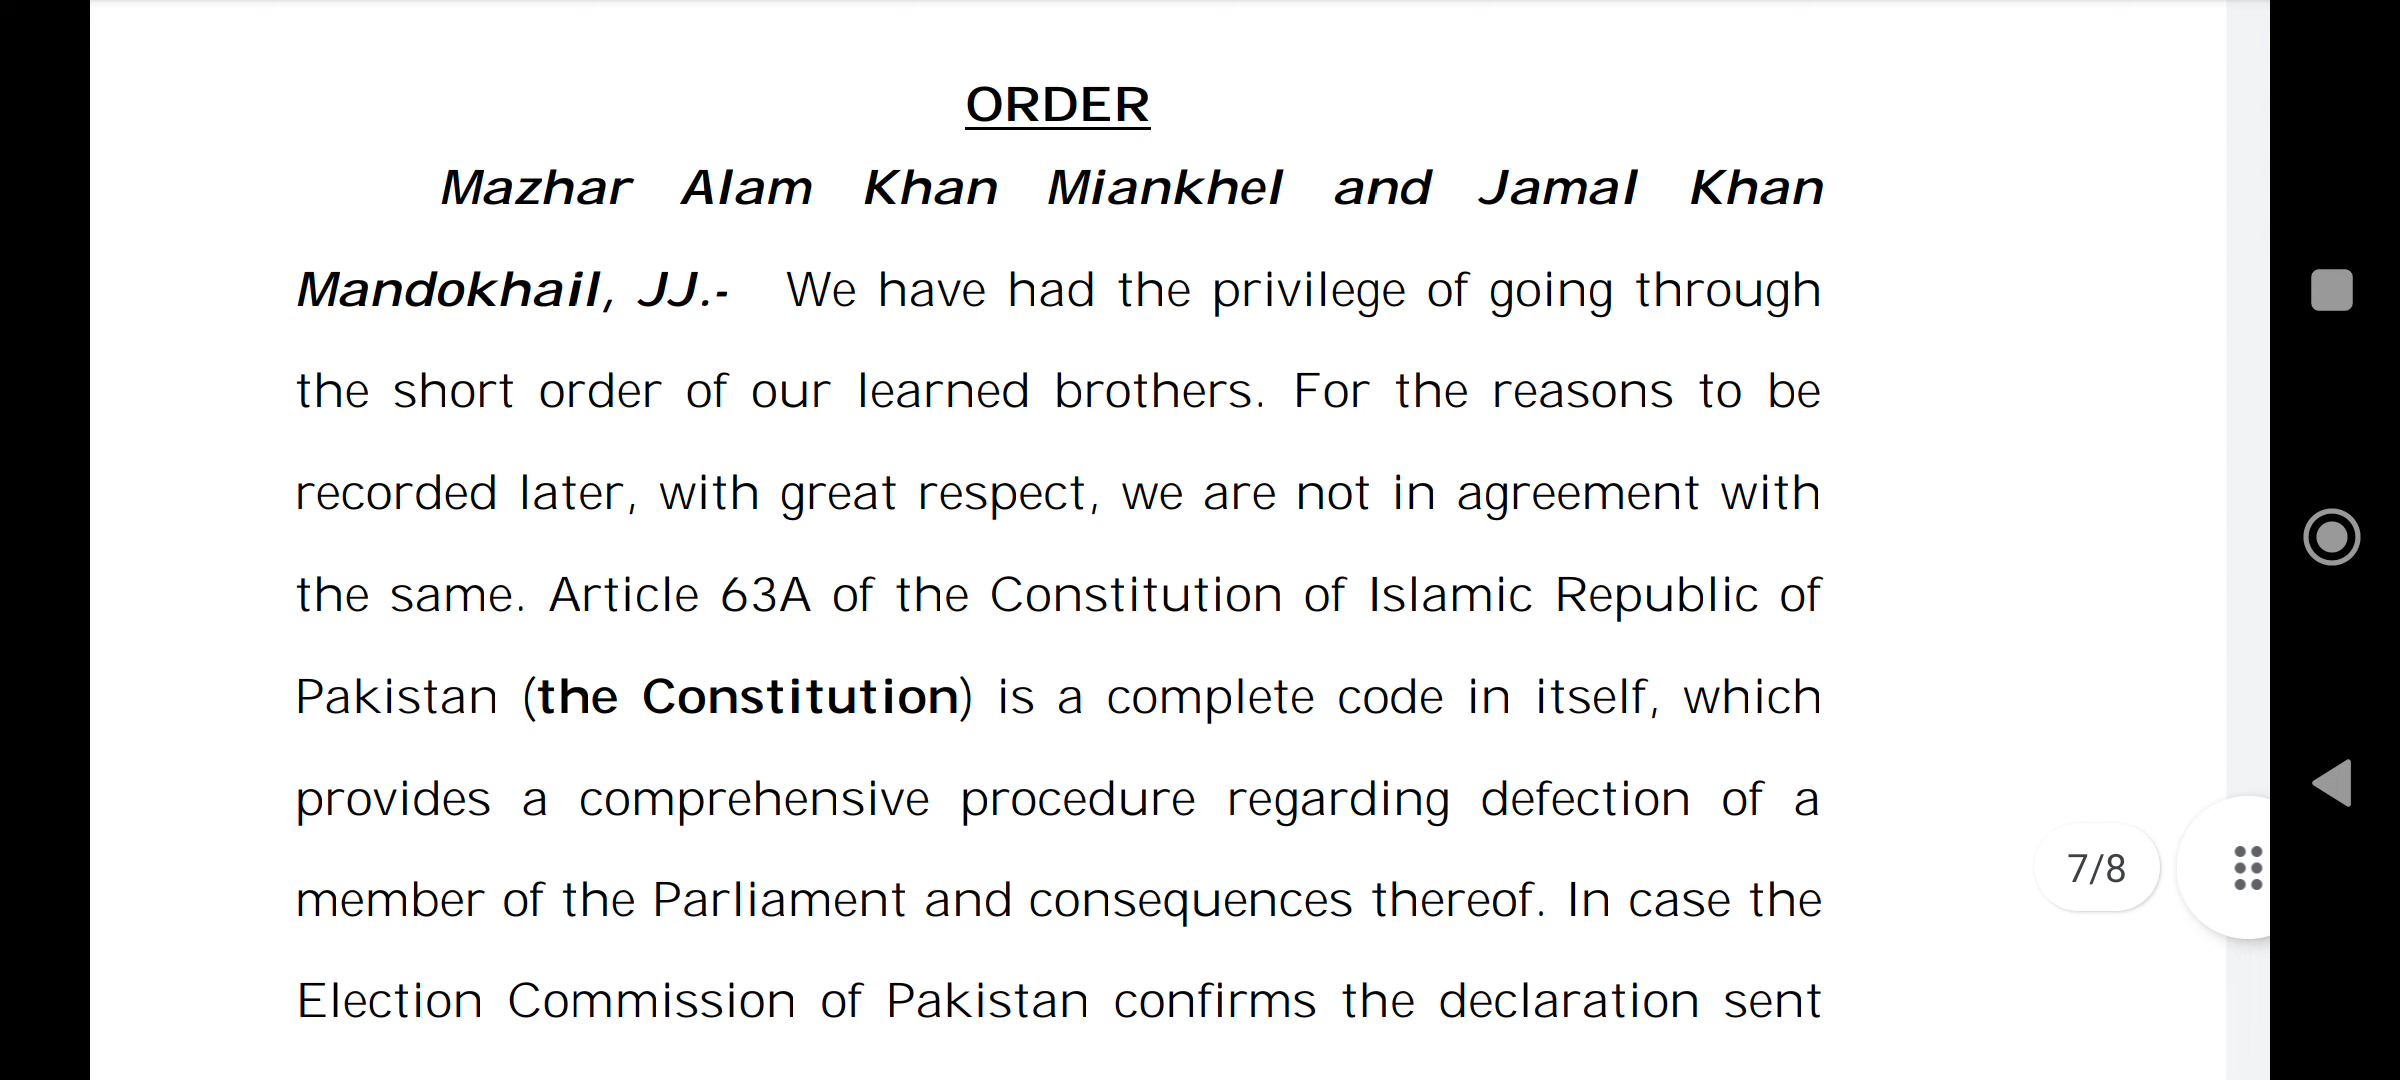 ORDER
Mazhar Alam Khan Miankhel and Jamal Khan
Mandokhail, JJ.- We have had the privilege of going through
the short order of our learned brothers. For the reasons to be
recorded later, with great respect, we are not in agreement with
the same. Article 63A of the Constitution of Islamic Republic of
Pakistan (the Constitution) is a complete code in itself, which
provides a comprehensive procedure regarding defection of a
member of the Parliament and consequences thereof. In case the
Election Commission of Pakistan confirms the declaration sent
7/8